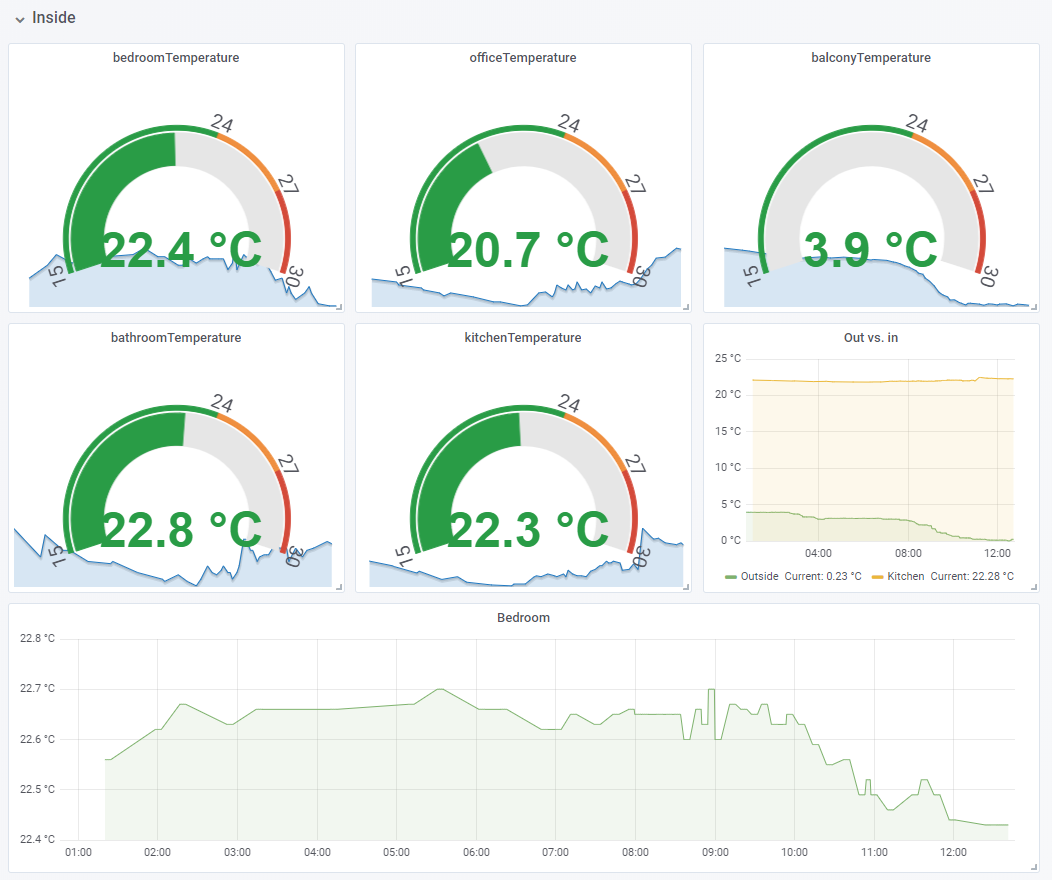 Inside
bedroomTemperature
24
27
22.4 °C
15
30
officeTemperature
24
27
20.7 °C
15
30
balconyTemperature
24
27
3.9 °C
15
30
bathroomTemperature
24
27
22.8 °C
15
30
kitchenTemperature
24
27
22.3 °C
15
30
Out vs. in
25 °C
20 °C
15 °C
10 °C
5 °C
0 °C
04:00 08:00 12:00
Outside Current: 0.23 °C Kitchen Current: 22.28 °C
Bedroom
22.8 °C
22.7 °C
22.6 °C
22.5 °C
22.4 °C
01:00 02:00 03:00 04:00 05:00 06:00 07:00 08:00 09:00 10:00 11:00 12:00